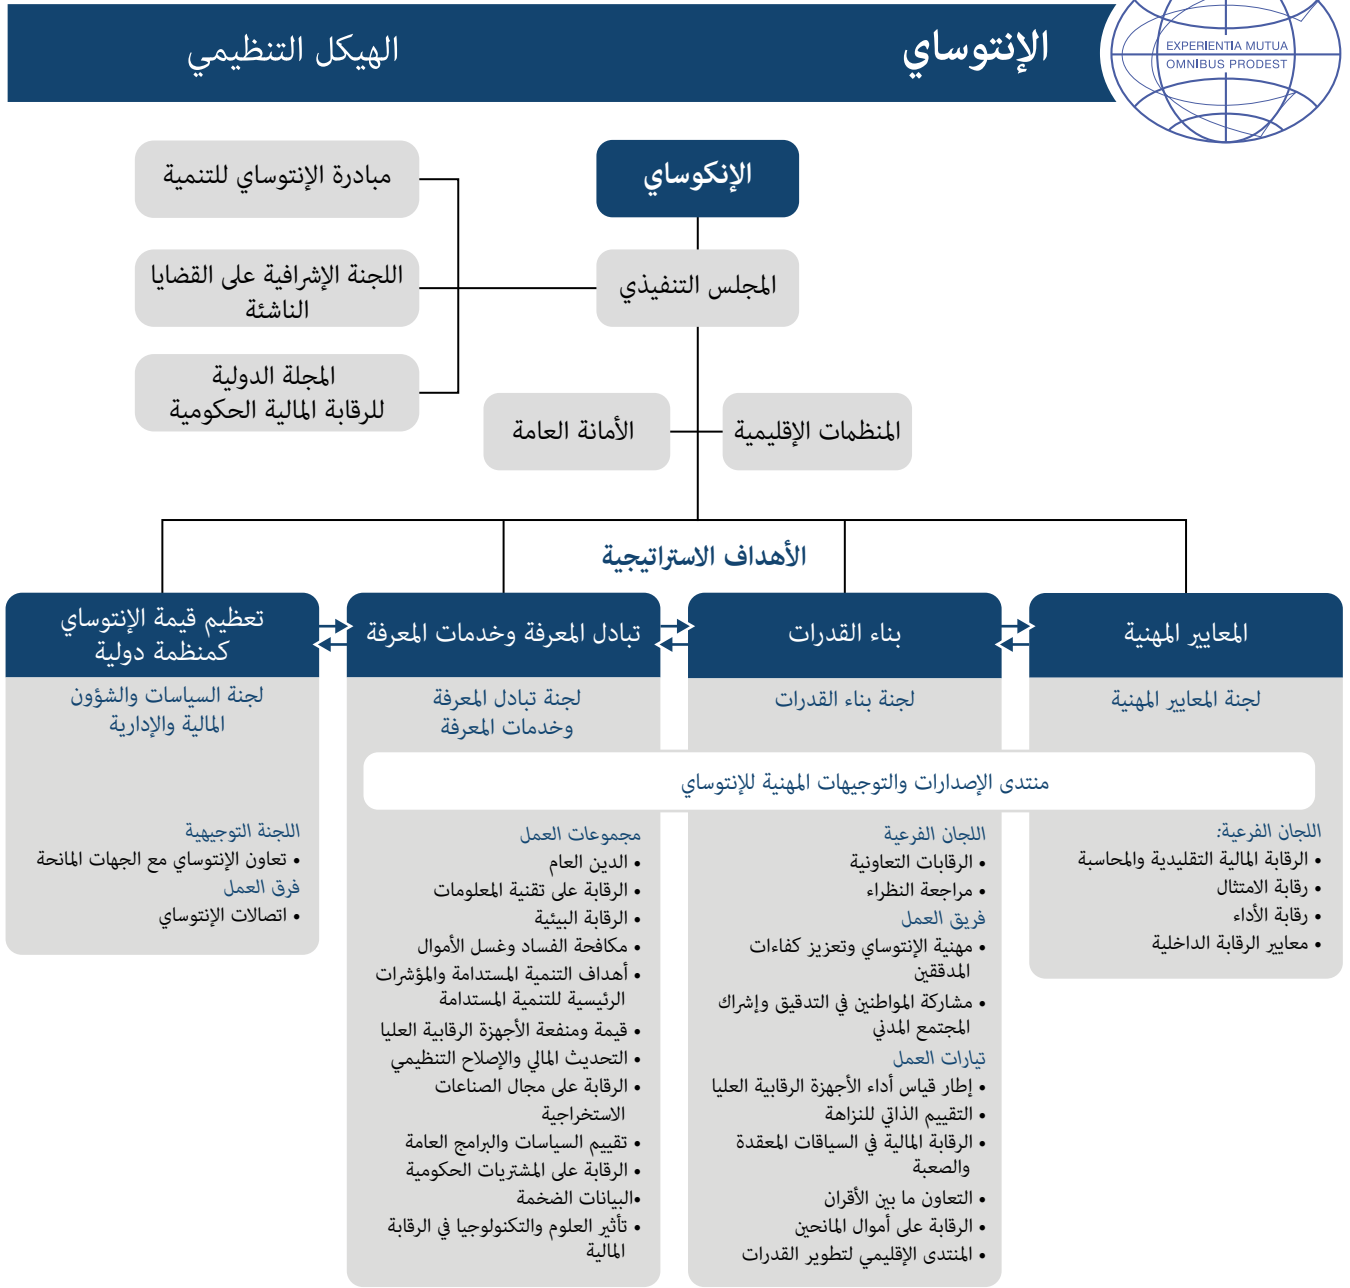 EXPERIENTIA MUTUA
OMNIBUS PRODEST
الإنتوساي
الهيكل التنظيمي
الإنكوساي
المجلس التنفيذي
مبادرة الإنتوساي للتنمية
اللجنة الإشرافية على القضايا
الناشئة
المجلة الدولية
للرقابة المالية الحكومية
المنظمات الإقليمية
الأمانة العامة
الأهداف الاستراتيجية
المعايير المهنية
لجنة المعايير المهنية
بناء القدرات
لجنة بناء القدرات
تبادل المعرفة وخدمات المعرفة
لجنة تبادل المعرفة
وخدمات المعرفة
تعظيم قيمة الإنتوساي
كمنظمة دولية
لجنة السياسات والشؤون
المالية والإدارية
منتدى الإصدارات والتوجيهات المهنية للإنتوساي
اللجان الفرعية:
• الرقابة المالية التقليدية والمحاسبة
• رقابة الامتثال
• رقابة الأداء
• معايير الرقابة الداخلية
اللجان الفرعية
• الرقابات التعاونية
• مراجعة النظراء
فريق العمل
• مهنية الإنتوساي وتعزيز كفاءات
المدققين
• مشاركة المواطنين في التدقيق وإشراك
المجتمع المدني
تيارات العمل
• إطار قياس أداء الأجهزة الرقابية العليا
• التقييم الذاتي للنزاهة
• الرقابة المالية في السياقات المعقدة
والصعبة
• التعاون ما بين الأقران
• الرقابة على أموال المانحين
• المنتدى الإقليمي لتطوير القدرات
مجموعات العمل
• الدين العام
• الرقابة على تقنية المعلومات
• الرقابة البيئية
• مكافحة الفساد وغسل الأموال
• أهداف التنمية المستدامة والمؤشرات
الرئيسية للتنمية المستدامة
• قيمة ومنفعة الأجهزة الرقابية العليا
• التحديث المالي والإصلاح التنظيمي
• الرقابة على مجال الصناعات
الاستخراجية
• تقييم السياسات والبرامج العامة
• الرقابة على المشتريات الحكومية
•البيانات الضخمة
• تأثير العلوم والتكنولوجيا في الرقابة
المالية
اللجنة التوجيهية
• تعاون الإنتوساي مع الجهات المانحة
فرق العمل
• اتصالات الإنتوساي